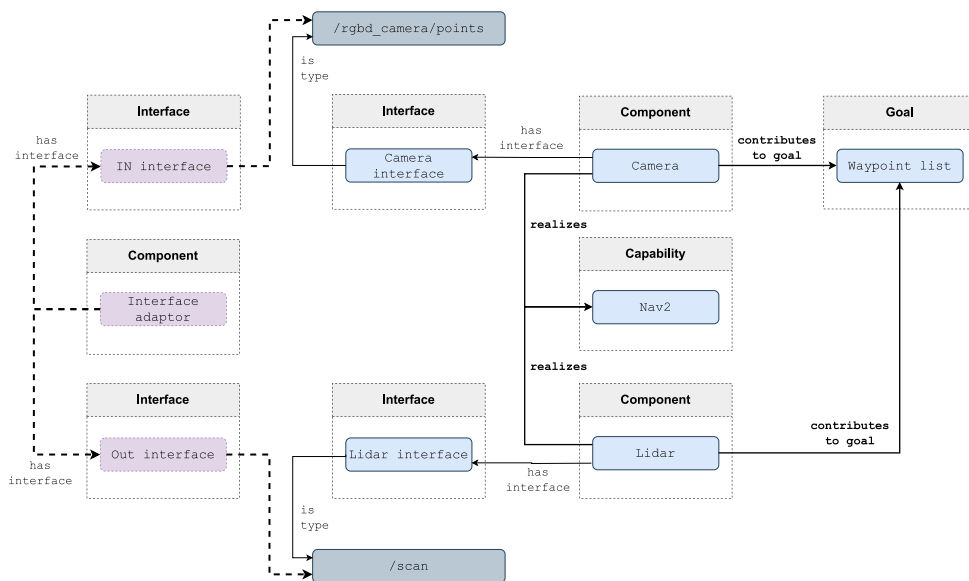 /rgbd_camera/points
is
type
Interface
Interface
Component
Goal
has
interface
IN interface
Camera
interface
has
interface
Camera
contributes
to goal
Waypoint list
realizes
Component
Capability
Interface
adaptor
Nav2
realizes
Interface
Interface
Component
contributes
to goal
has
interface
Out interface
Lidar interface
has
interface
Lidar
is
type
/scan